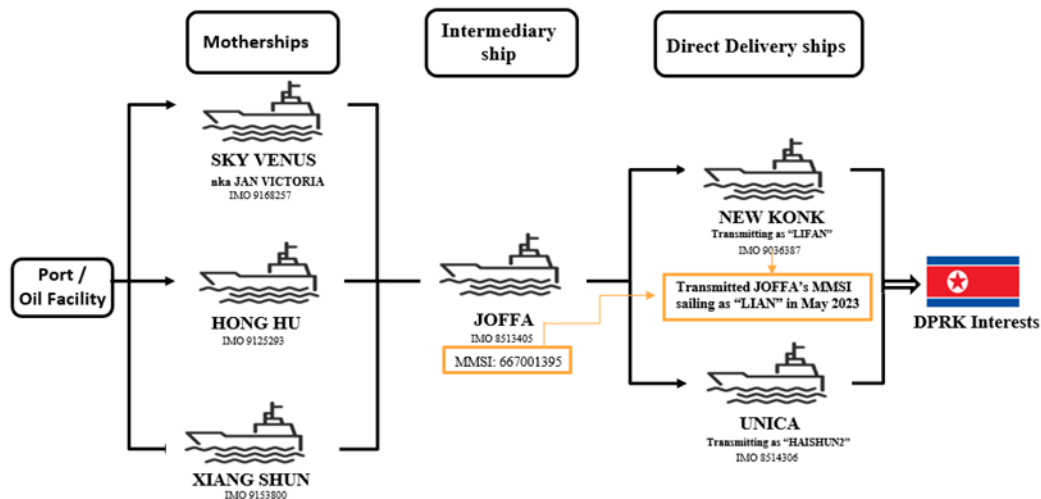 Motherships
Intermediary
ship
Direct Delivery ships
SKY VENUS
nka JAN VICTORIA
IMO 9168257
NEW KONK
Transmitting as “LIFAN”
IMO 9036387
Port /
Oil Facility
HONG HU
IMO 9125293
JOFFA
IMO 8513405
MMSI: 667001395
Transmitted JOFFA’s MMSI
sailing as “LIAN” in May 2023
DPRK Interests
UNICA
Transmitting as “HAISHUN2”
IMO 8514306
XIANG SHUN
IMO 9153800